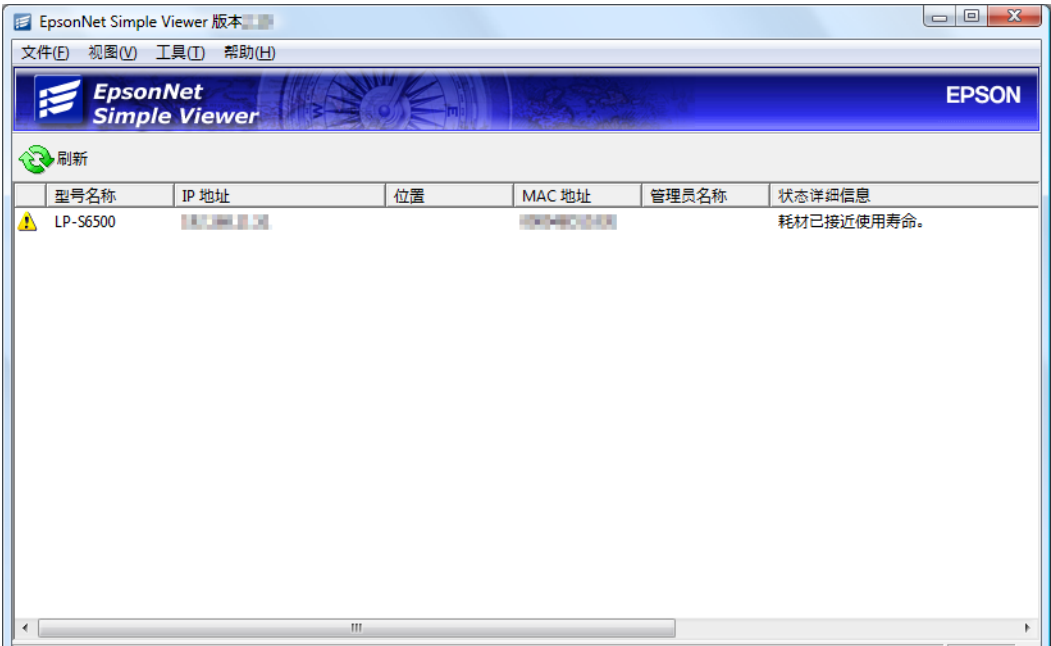 EpsonNet Simple Viewer 版本
文件(F) 视图(V) 工具(T) 帮助(H)
EpsonNet
Simple Viewer
EPSON
W
E
刷新
型号名称 IP 地址 位置 MAC 地址 管理员名称 状态详细信息
LP-S6500 耗材已接近使用寿命。